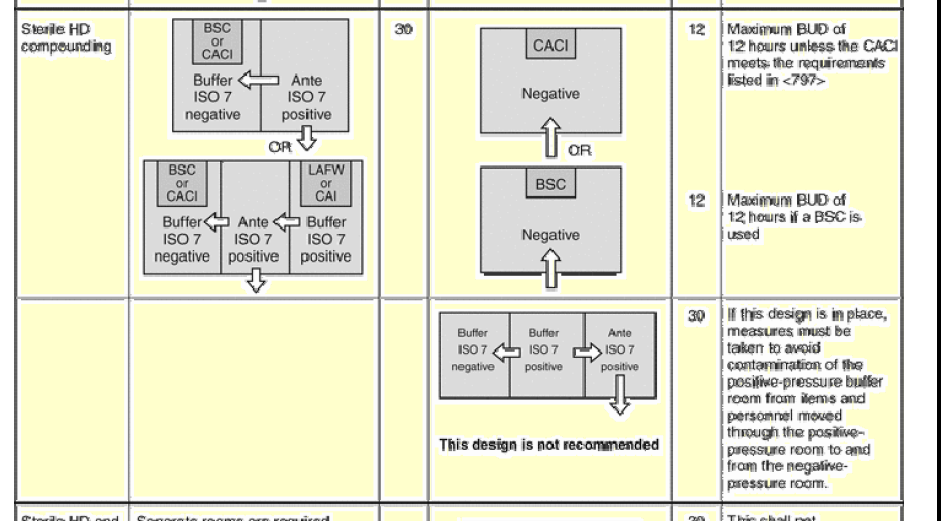 Sterile HD
compounding
BSC
or
CACI
Buffer
ISO 7
negative
Ante
ISO 7
positive
OR
BSC
or
CACI
LAFW
or
CAI
Buffer
ISO 7
negative
Ante
ISO 7
positive
Buffer
ISO 7
positive
30
CACI
Negative
OR
BSC
Negative
12
Maximum BUD of
12 hours unless the CACI
meets the requirements
listed in <797>
12
Maximum BUD of
12 hours if a BSC is
used
Buffer
ISO 7
negative
Buffer
ISO 7
positive
Ante
ISO 7
positive
This design is not recommended
30
If this design is in place,
measures must be
taken to avoid
contamination of the
positive-pressure buffer
room from items and
personnel moved
through the positive-
pressure room to and
from the negative-
pressure room.
Sterile HD and
Separate rooms are required
30
This shall not